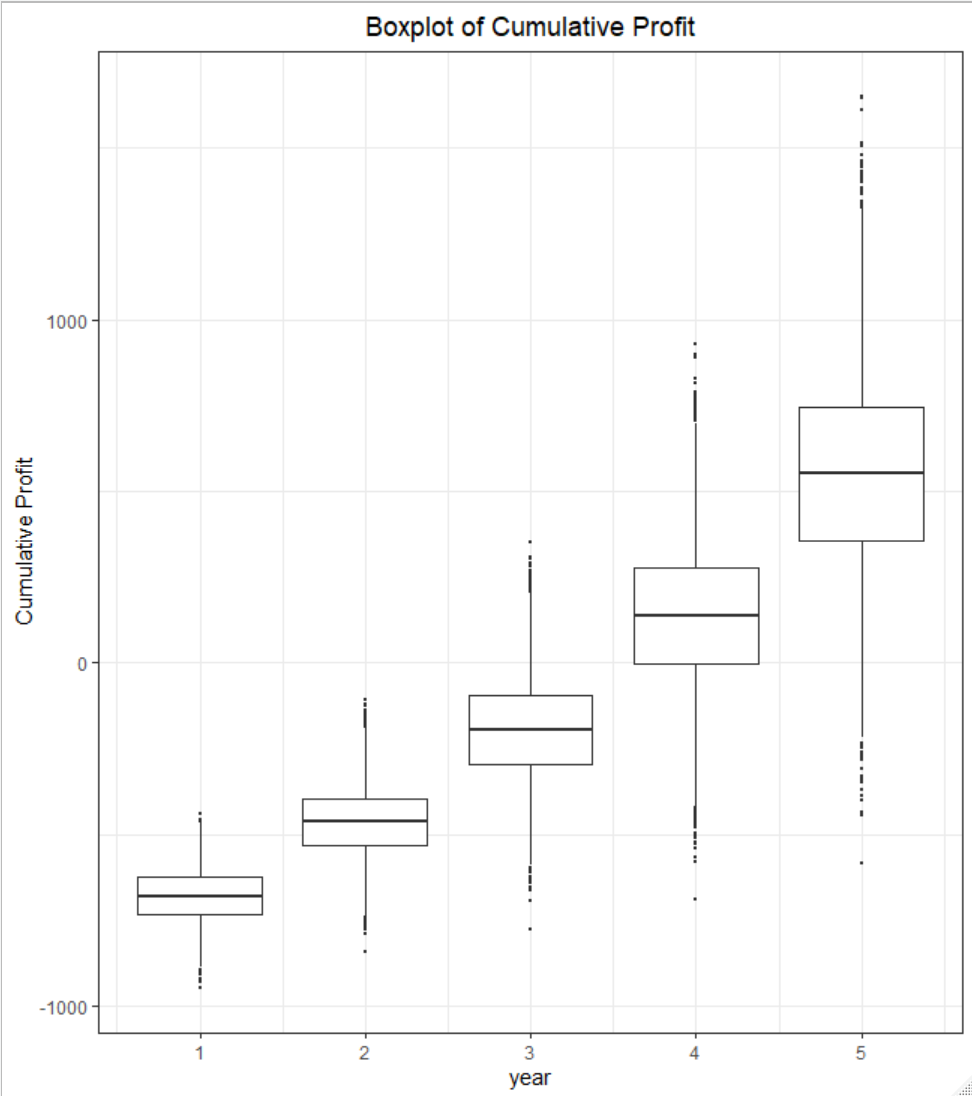 Boxplot of Cumulative Profit
Cumulative Profit
1000
0
-1000
1 2 3 4 5
year